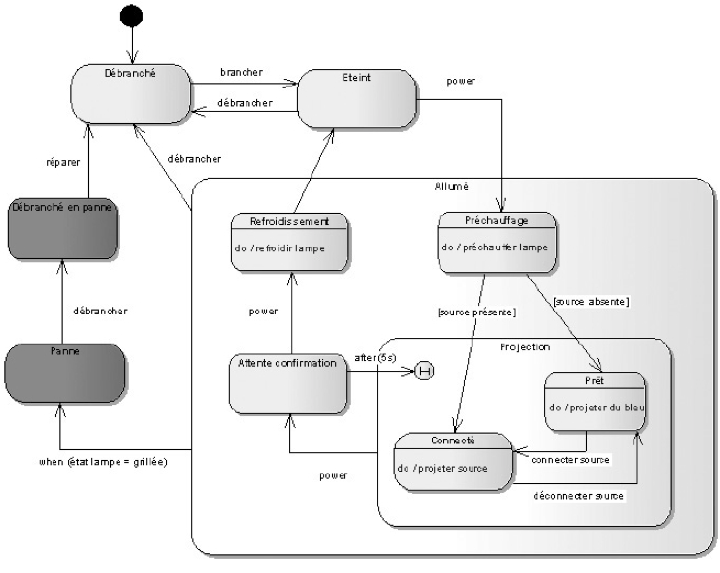 Débranché
brancher
Eteint
débrancher
power
réparer
débrancher
Allumé
Débranché en panne
Refroidissement
do / refroidir lampe
Préchauffage
do / préchauffer lampe
débrancher
power
[source présente]
[source absente]
Panne
Attente confirmation
after (5s)
H
Projection
Prêt
do / projeter du bleu
Connecté
do / projeter source
connecter source
déconnecter source
power
when (état lampe = grillée)